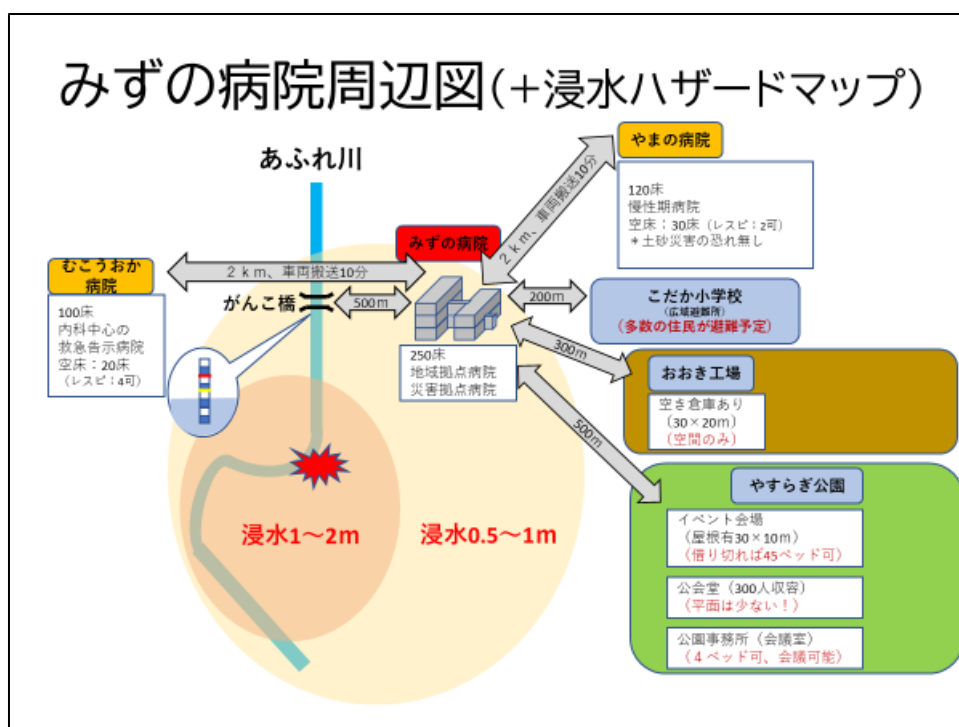 みずの病院周辺図(+浸水ハザードマップ)
あふれ川
やまの病院
120床
慢性期病院
空床：30床（レスピ：2可）
＊土砂災害の恐れ無し
2ｋｍ、車両搬送10分
みずの病院
むこうおか
病院
2ｋｍ、車両搬送10分
100床
内科中心の
救急告示病院
空床：20床
（レスピ：4可）
がんこ橋
500m
250床
地域拠点病院
災害拠点病院
200m
こだか小学校
（広域避難所）
（多数の住民が避難予定）
300m
おおき工場
空き倉庫あり
（30×20m）
（空間のみ）
500m
やすらぎ公園
イベント会場
（屋根有30×10m）
（借り切れば45ベッド可）
公会堂（300人収容）
（平面は少ない！）
公園事務所（会議室）
（４ベッド可、会議可能）
浸水1～2m
浸水0.5～1m